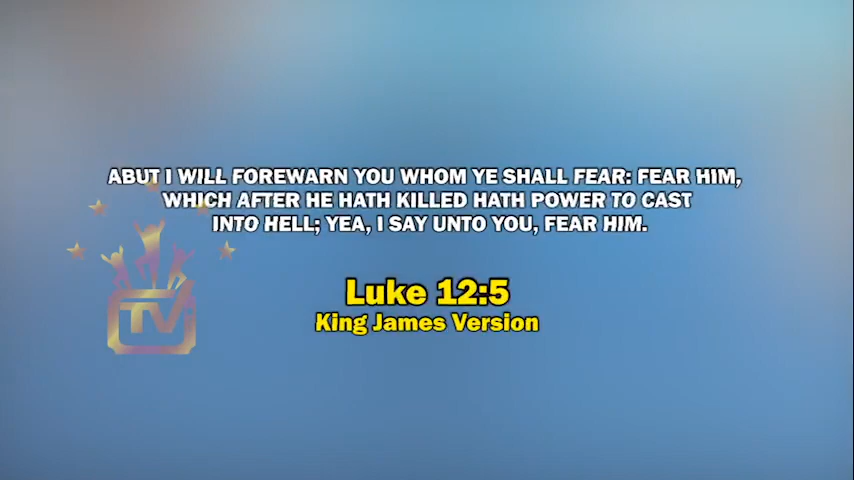 ABUT I WILL FOREWARN YOU WHOM YE SHALL FEAR: FEAR HIM,
WHICH AFTER HE HATH KILLED HATH POWER TO CAST
INTO HELL; YEA, I SAY UNTO YOU, FEAR HIM.
Luke 12:5
King James Version
TV